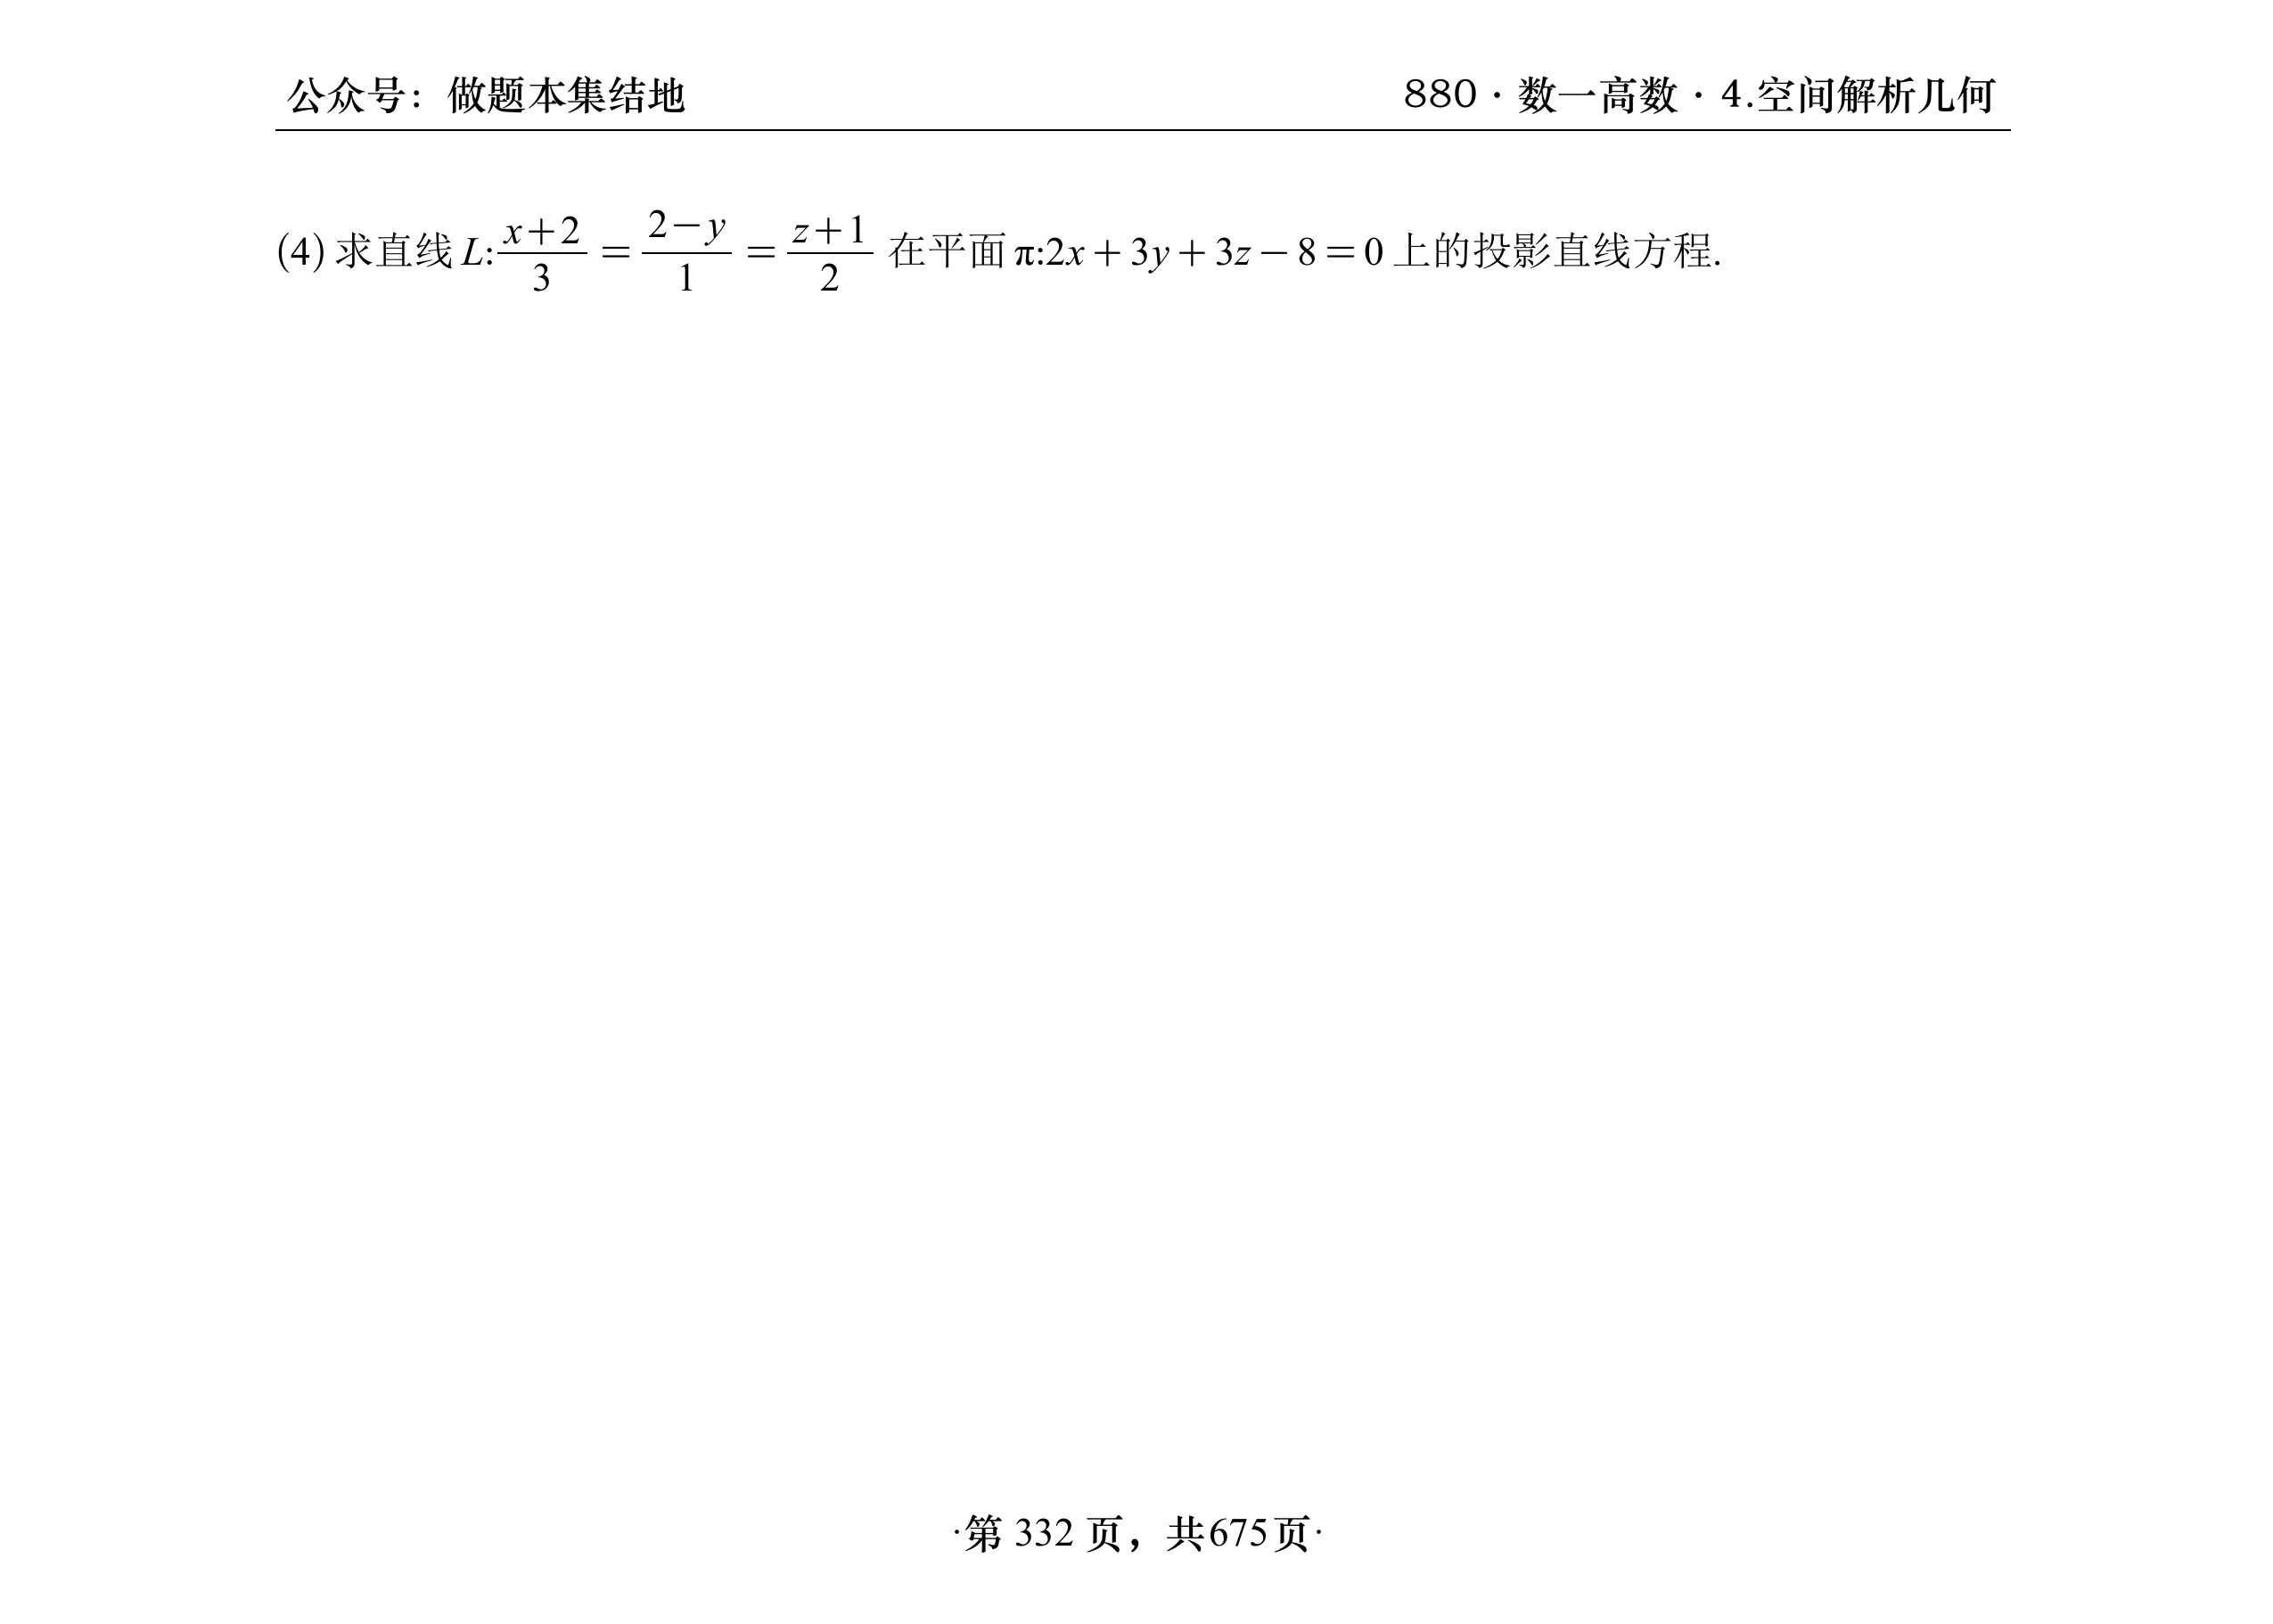 公众号：做题本集结地
880·数一高数·4.空间解析几何
(4) 求直线 L:\frac{x+2}{3} = \frac{2-y}{1} = \frac{z+1}{2} 在平面 π:2x+3y+3z-8=0 上的投影直线方程.
·第 332 页，共675页·